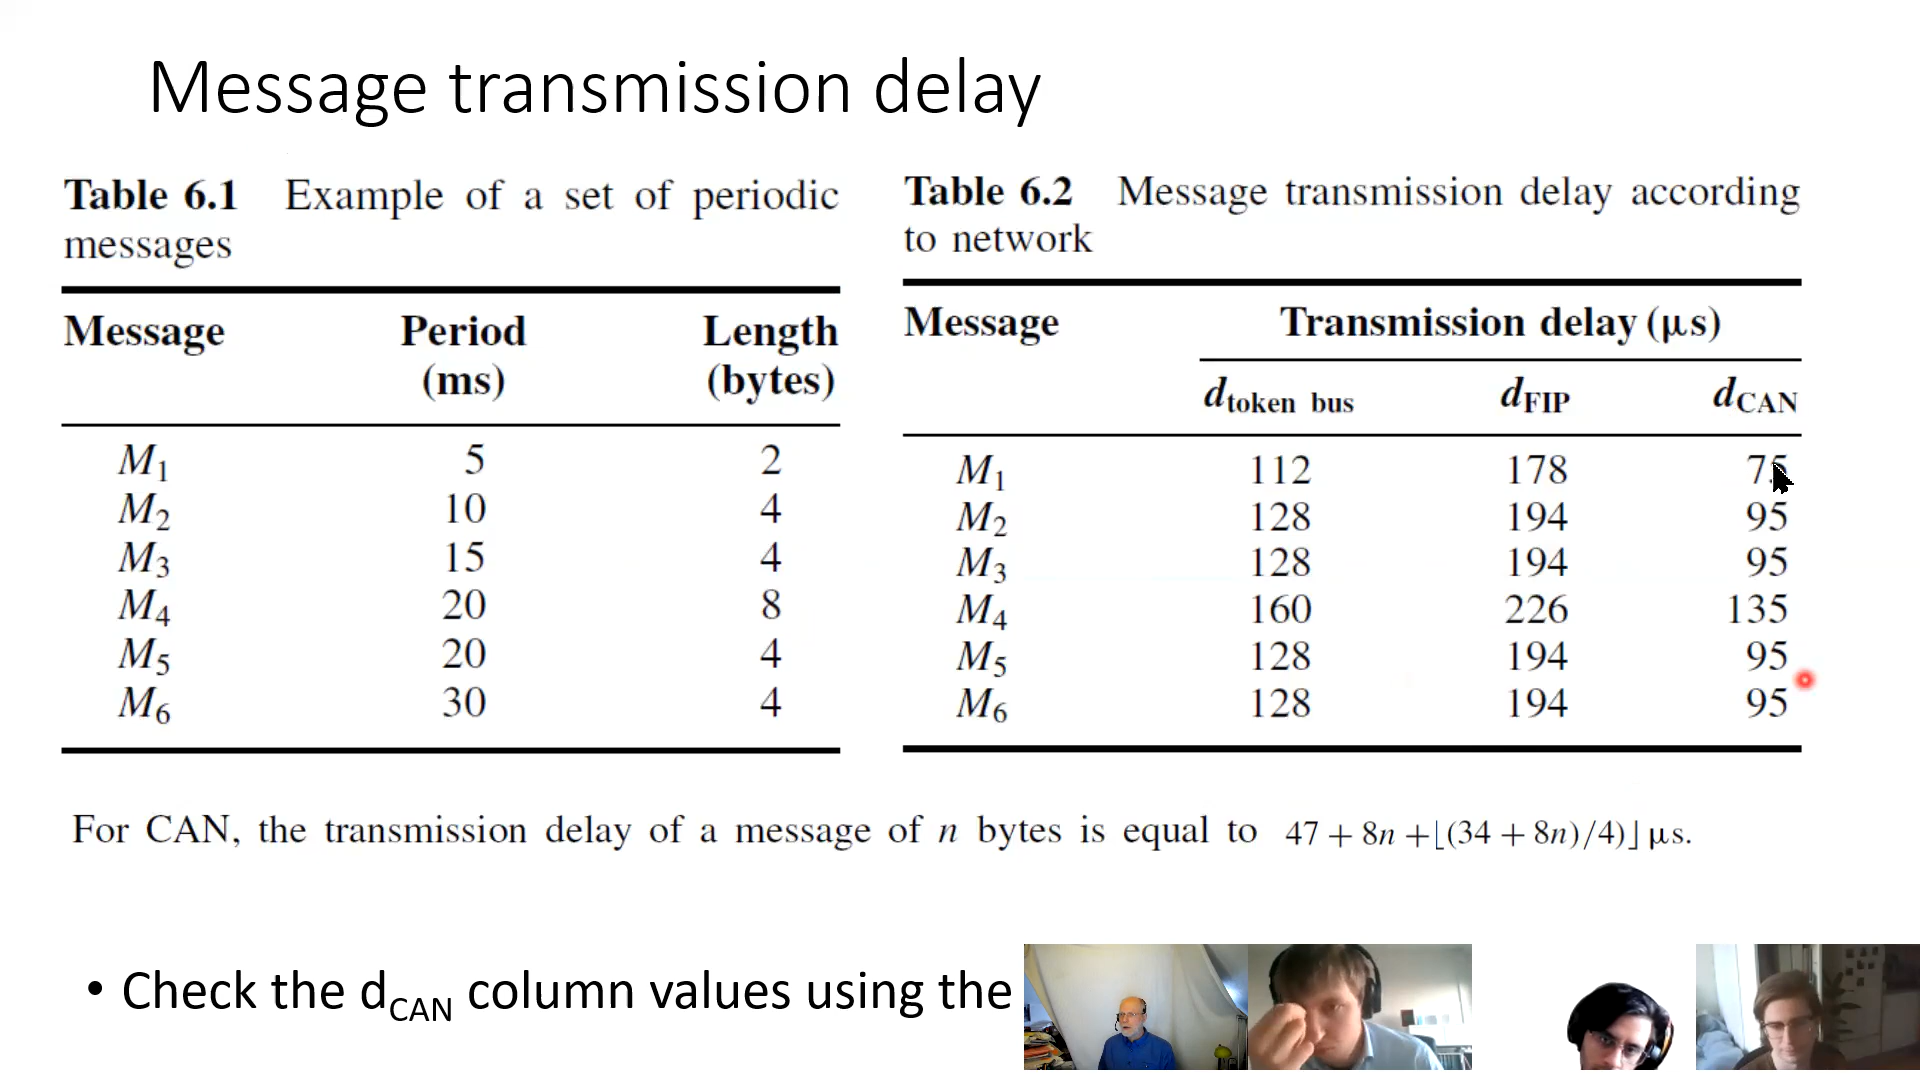 Message transmission delay
Table 6.1 Example of a set of periodic
messages
Message Period Length
(ms) (bytes)
M1 5 2
M2 10 4
M3 15 4
M4 20 8
M5 20 4
M6 30 4
Table 6.2 Message transmission delay according
to network
Message Transmission delay (μs)
dtoken bus dFIP dCAN
M1 112 178 75
M2 128 194 95
M3 128 194 95
M4 160 226 135
M5 128 194 95
M6 128 194 95
For CAN, the transmission delay of a message of n bytes is equal to 47 + 8n + ⌊(34 + 8n)/4)⌋ μs.
• Check the dCAN column values using the